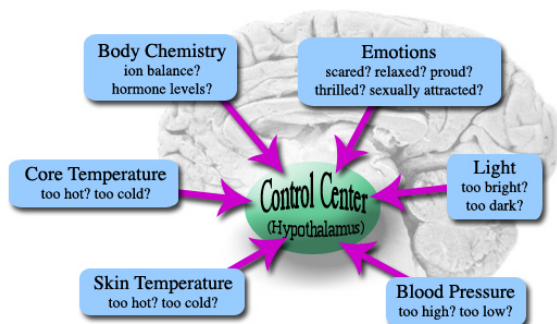 Body Chemistry
ion balance?
hormone levels?
Emotions
scared? relaxed? proud?
thrilled? sexually attracted?
Core Temperature
too hot? too cold?
Control Center
(Hypothalamus)
Light
too bright?
too dark?
Skin Temperature
too hot? too cold?
Blood Pressure
too high? too low?